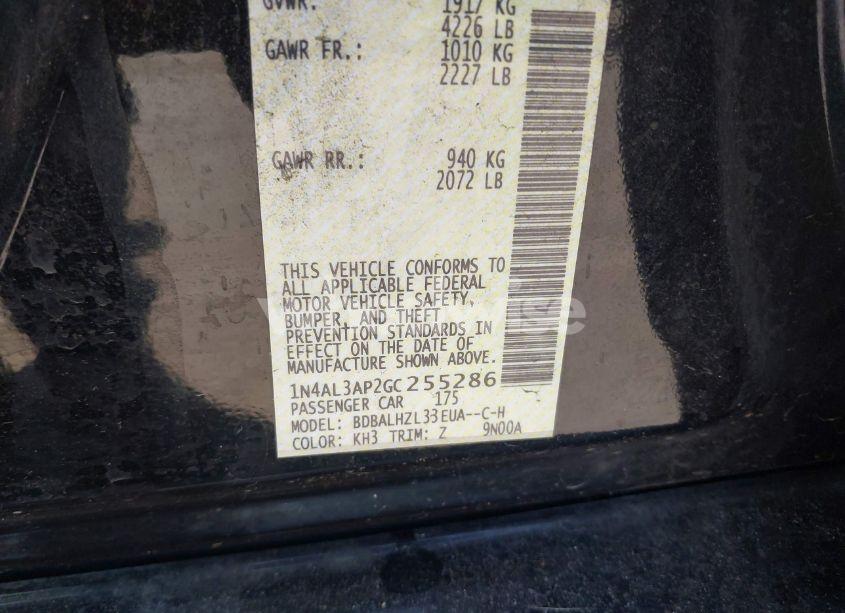 GVWR: 1917 KG
4226 LB
GAWR FR.: 1010 KG
2227 LB
GAWR RR.: 940 KG
2072 LB
THIS VEHICLE CONFORMS TO
ALL APPLICABLE FEDERAL
MOTOR VEHICLE SAFETY,
BUMPER, AND THEFT
PREVENTION STANDARDS IN
EFFECT ON THE DATE OF
MANUFACTURE SHOWN ABOVE.
1N4AL3AP2GC255286
PASSENGER CAR 175
MODEL: BDBALHZL33EUA--C-H
COLOR: KH3 TRIM: Z 9N00A